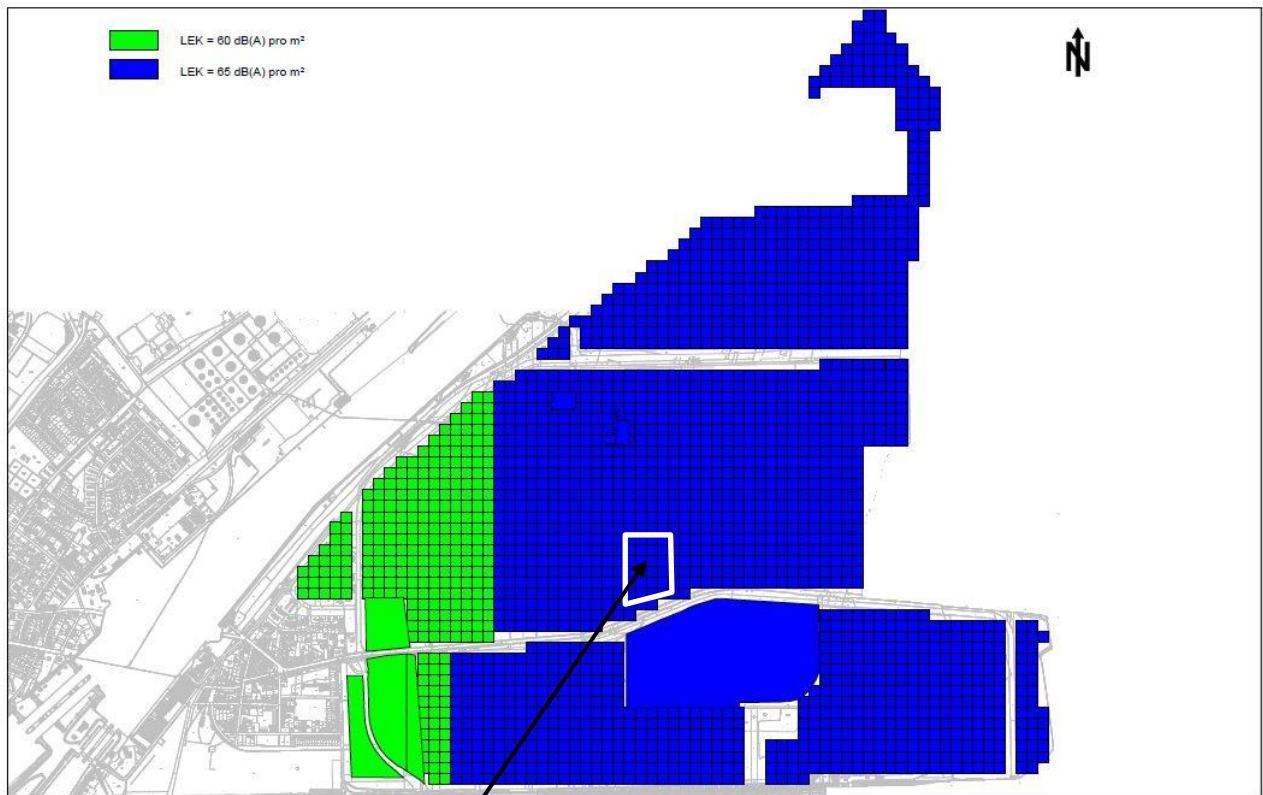 LEK = 60 dB(A) pro m²
LEK = 65 dB(A) pro m²
N